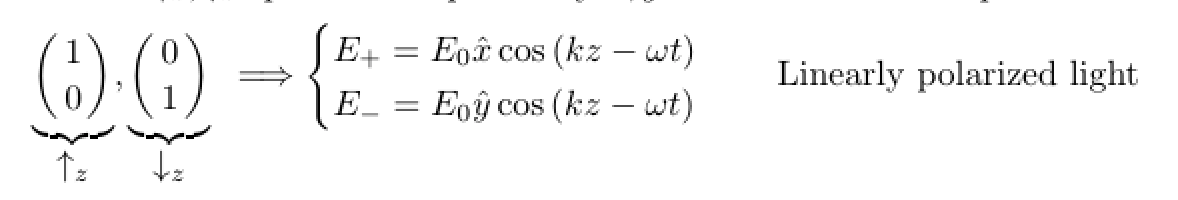 (1 0), (0 1) ⟹ { E₊ = E₀x̂ cos (kz − ωt)
E₋ = E₀ŷ cos (kz − ωt)
Linearly polarized light
↑z ↓z